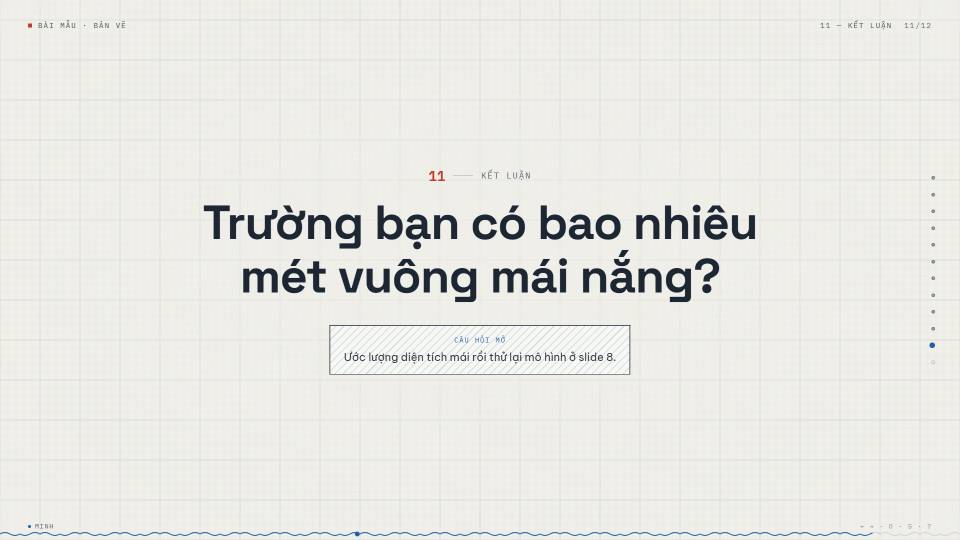 BÀI MẪU · BẢN VẼ
11 — KẾT LUẬN 11/12
11 — KẾT LUẬN
Trường bạn có bao nhiêu
mét vuông mái nắng?
CÂU HỎI MỞ
Ước lượng diện tích mái rồi thử lại mô hình ở slide 8.
MINH